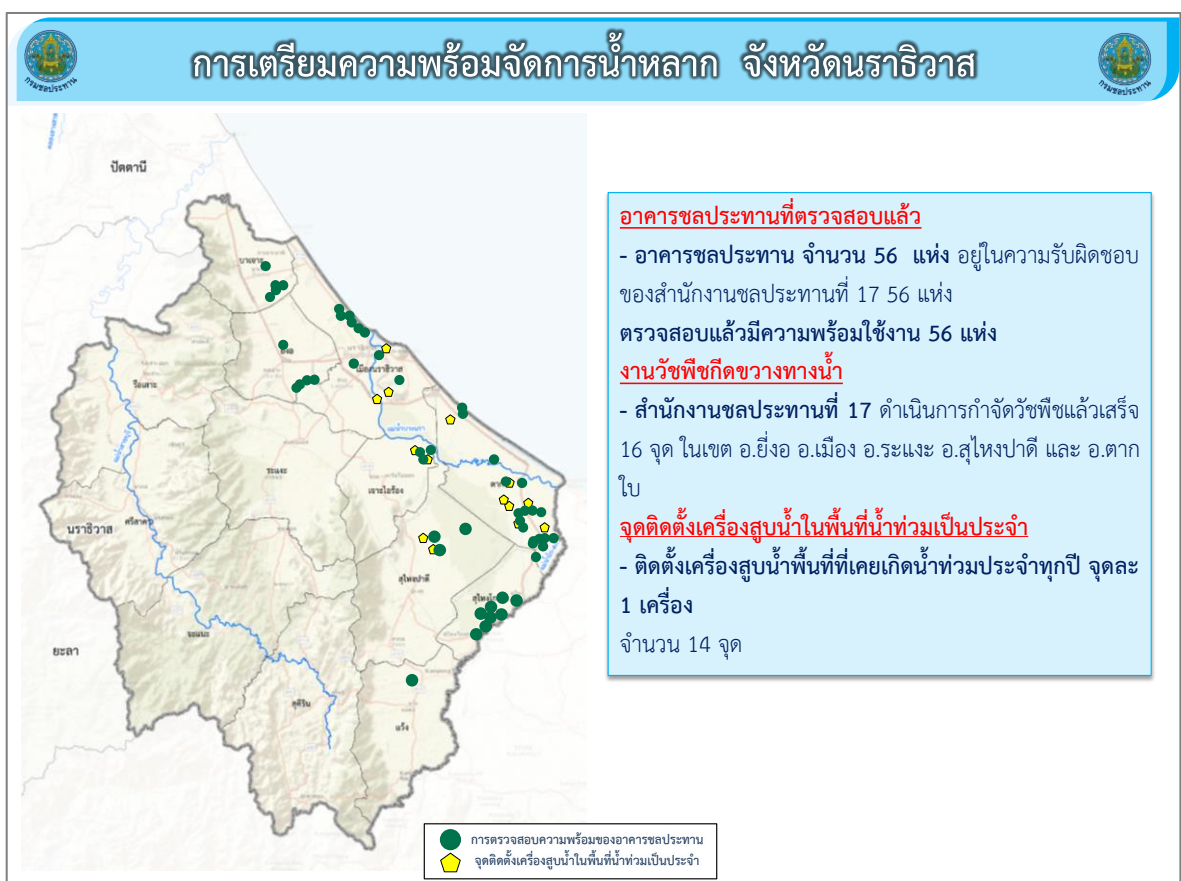 การเตรียมความพร้อมจัดการน้ำหลาก จังหวัดนราธิวาส
กรมชลประทาน
กรมชลประทาน
ปัตตานี
บาเจาะ
ยี่งอ
เมืองนราธิวาส
รือเสาะ
แม่น้ำบางนรา
ระแงะ
เจาะไอร้อง
นราธิวาส
ศรีสาคร
สุไหงปาดี
จะแนะ
ยะลา
สุคิริน
แว้ง
อาคารชลประทานที่ตรวจสอบแล้ว
- อาคารชลประทาน จำนวน 56 แห่ง อยู่ในความรับผิดชอบ
ของสำนักงานชลประทานที่ 17 56 แห่ง
ตรวจสอบแล้วมีความพร้อมใช้งาน 56 แห่ง
งานวัชพืชกีดขวางทางน้ำ
- สำนักงานชลประทานที่ 17 ดำเนินการกำจัดวัชพืชแล้วเสร็จ
16 จุด ในเขต อ.ยี่งอ อ.เมือง อ.ระแงะ อ.สุไหงปาดี และ อ.ตาก
ใบ
จุดติดตั้งเครื่องสูบน้ำในพื้นที่น้ำท่วมเป็นประจำ
- ติดตั้งเครื่องสูบน้ำพื้นที่ที่เคยเกิดน้ำท่วมประจำทุกปี จุดละ
1 เครื่อง
จำนวน 14 จุด
การตรวจสอบความพร้อมของอาคารชลประทาน
จุดติดตั้งเครื่องสูบน้ำในพื้นที่น้ำท่วมเป็นประจำ